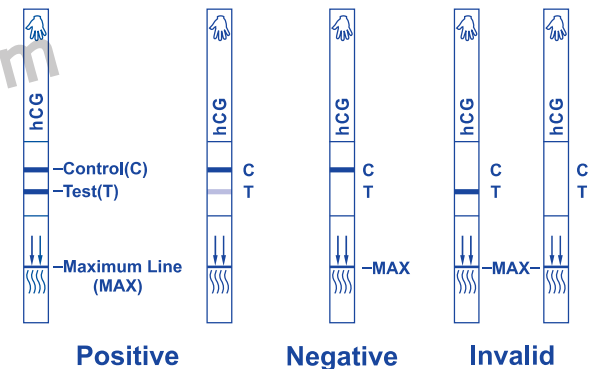 m
hCG
hCG
hCG
hCG
hCG
Control(C)
Test(T)
C
T
C
T
C
T
C
T
Maximum Line
(MAX)
MAX
MAX
Positive
Negative
Invalid